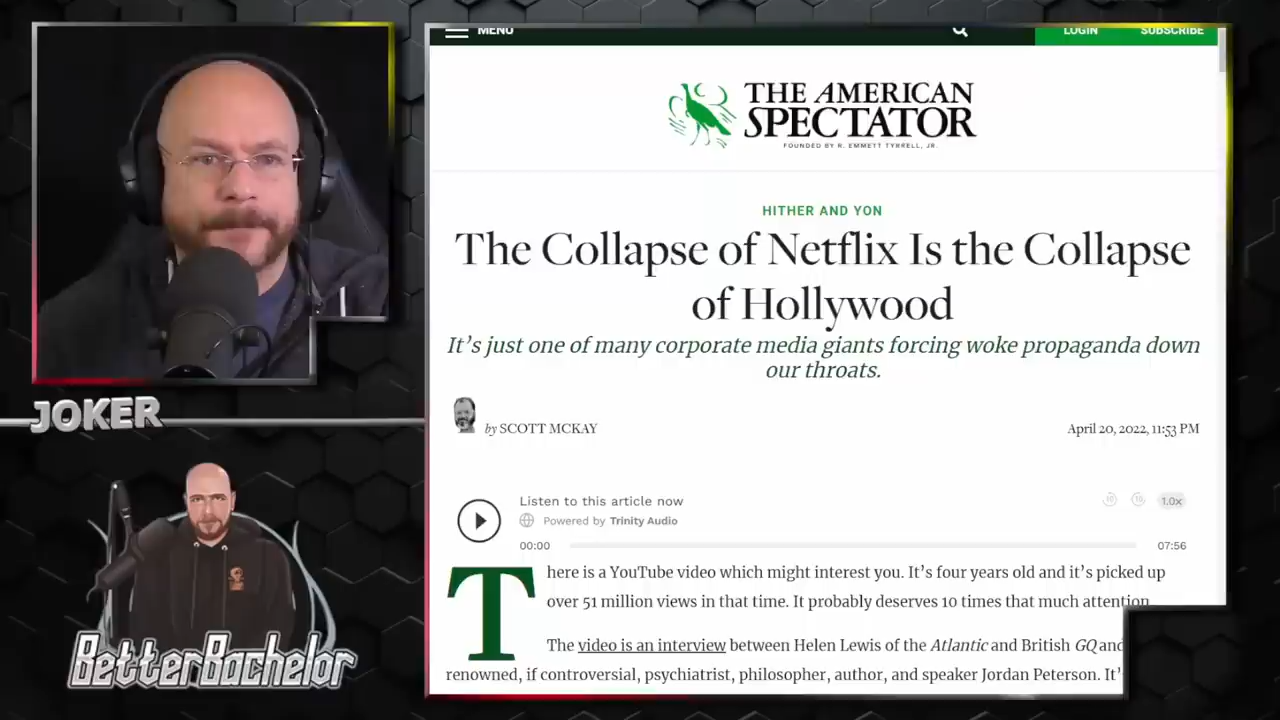 MENU
LOGIN
SUBSCRIBE
THE AMERICAN
SPECTATOR
FOUNDED BY R. EMMETT TYRRELL, JR.
HITHER AND YON
The Collapse of Netflix Is the Collapse
of Hollywood
It's just one of many corporate media giants forcing woke propaganda down
our throats.
by SCOTT MCKAY
April 20, 2022, 11:53 PM
Listen to this article now
10
10
1.0x
Powered by Trinity Audio
00:00
07:56
There is a YouTube video which might interest you. It's four years old and it's picked up
over 51 million views in that time. It probably deserves 10 times that much attention
The video is an interview between Helen Lewis of the Atlantic and British GQ and
renowned, if controversial, psychiatrist, philosopher, author, and speaker Jordan Peterson. It'
JOKER
BetterBachelor